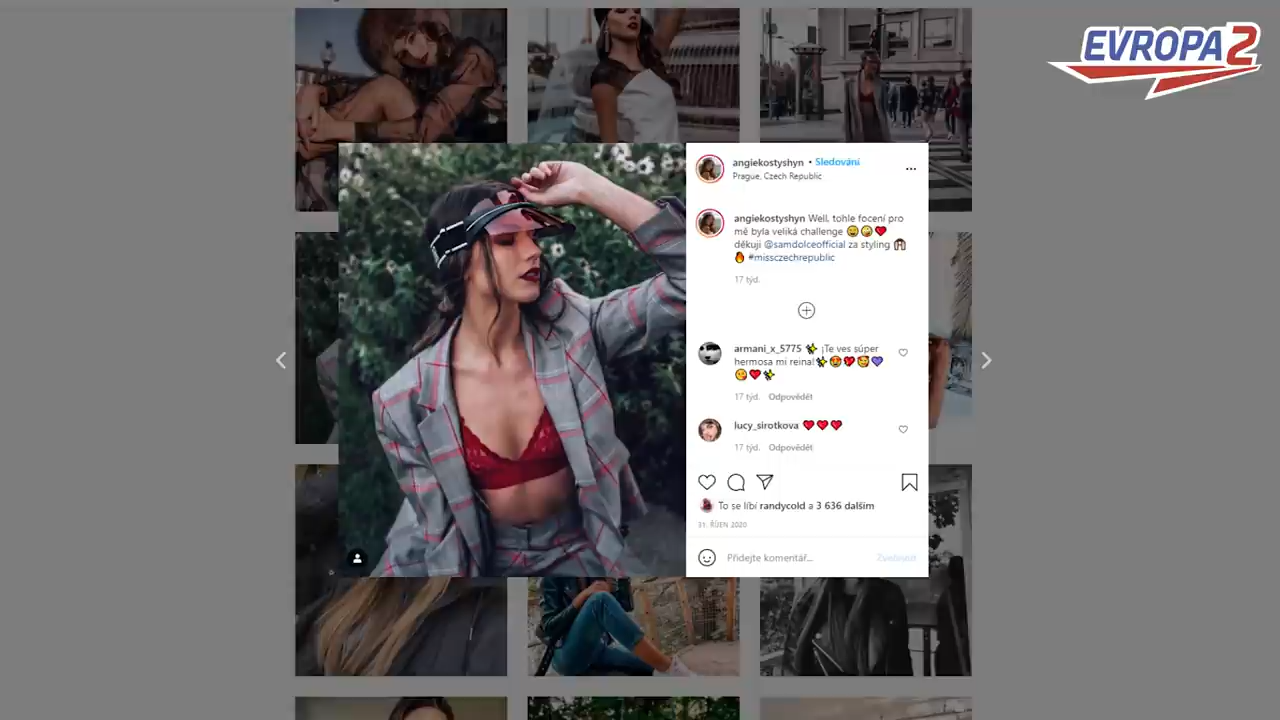 EVROPA 2
angiekostyshyn • Sledování
Prague, Czech Republic
angiekostyshyn Well, tohle focení pro
mě byla veliká challenge 😄😜❤️
děkuji @samdolceofficial za styling 👯
🔥 #missczechrepublic
17 týd.
armani_x_5775 ✨ ¡Te ves súper
hermosa mi reina!✨😍💖🥰💜
😘❤️✨
17 týd. Odpovědět
lucy_sirotkova ❤️❤️❤️
17 týd. Odpovědět
To se líbí randycold a 3 636 dalším
31. ŘÍJEN 2020
Přidejte komentář... Zveřejnit